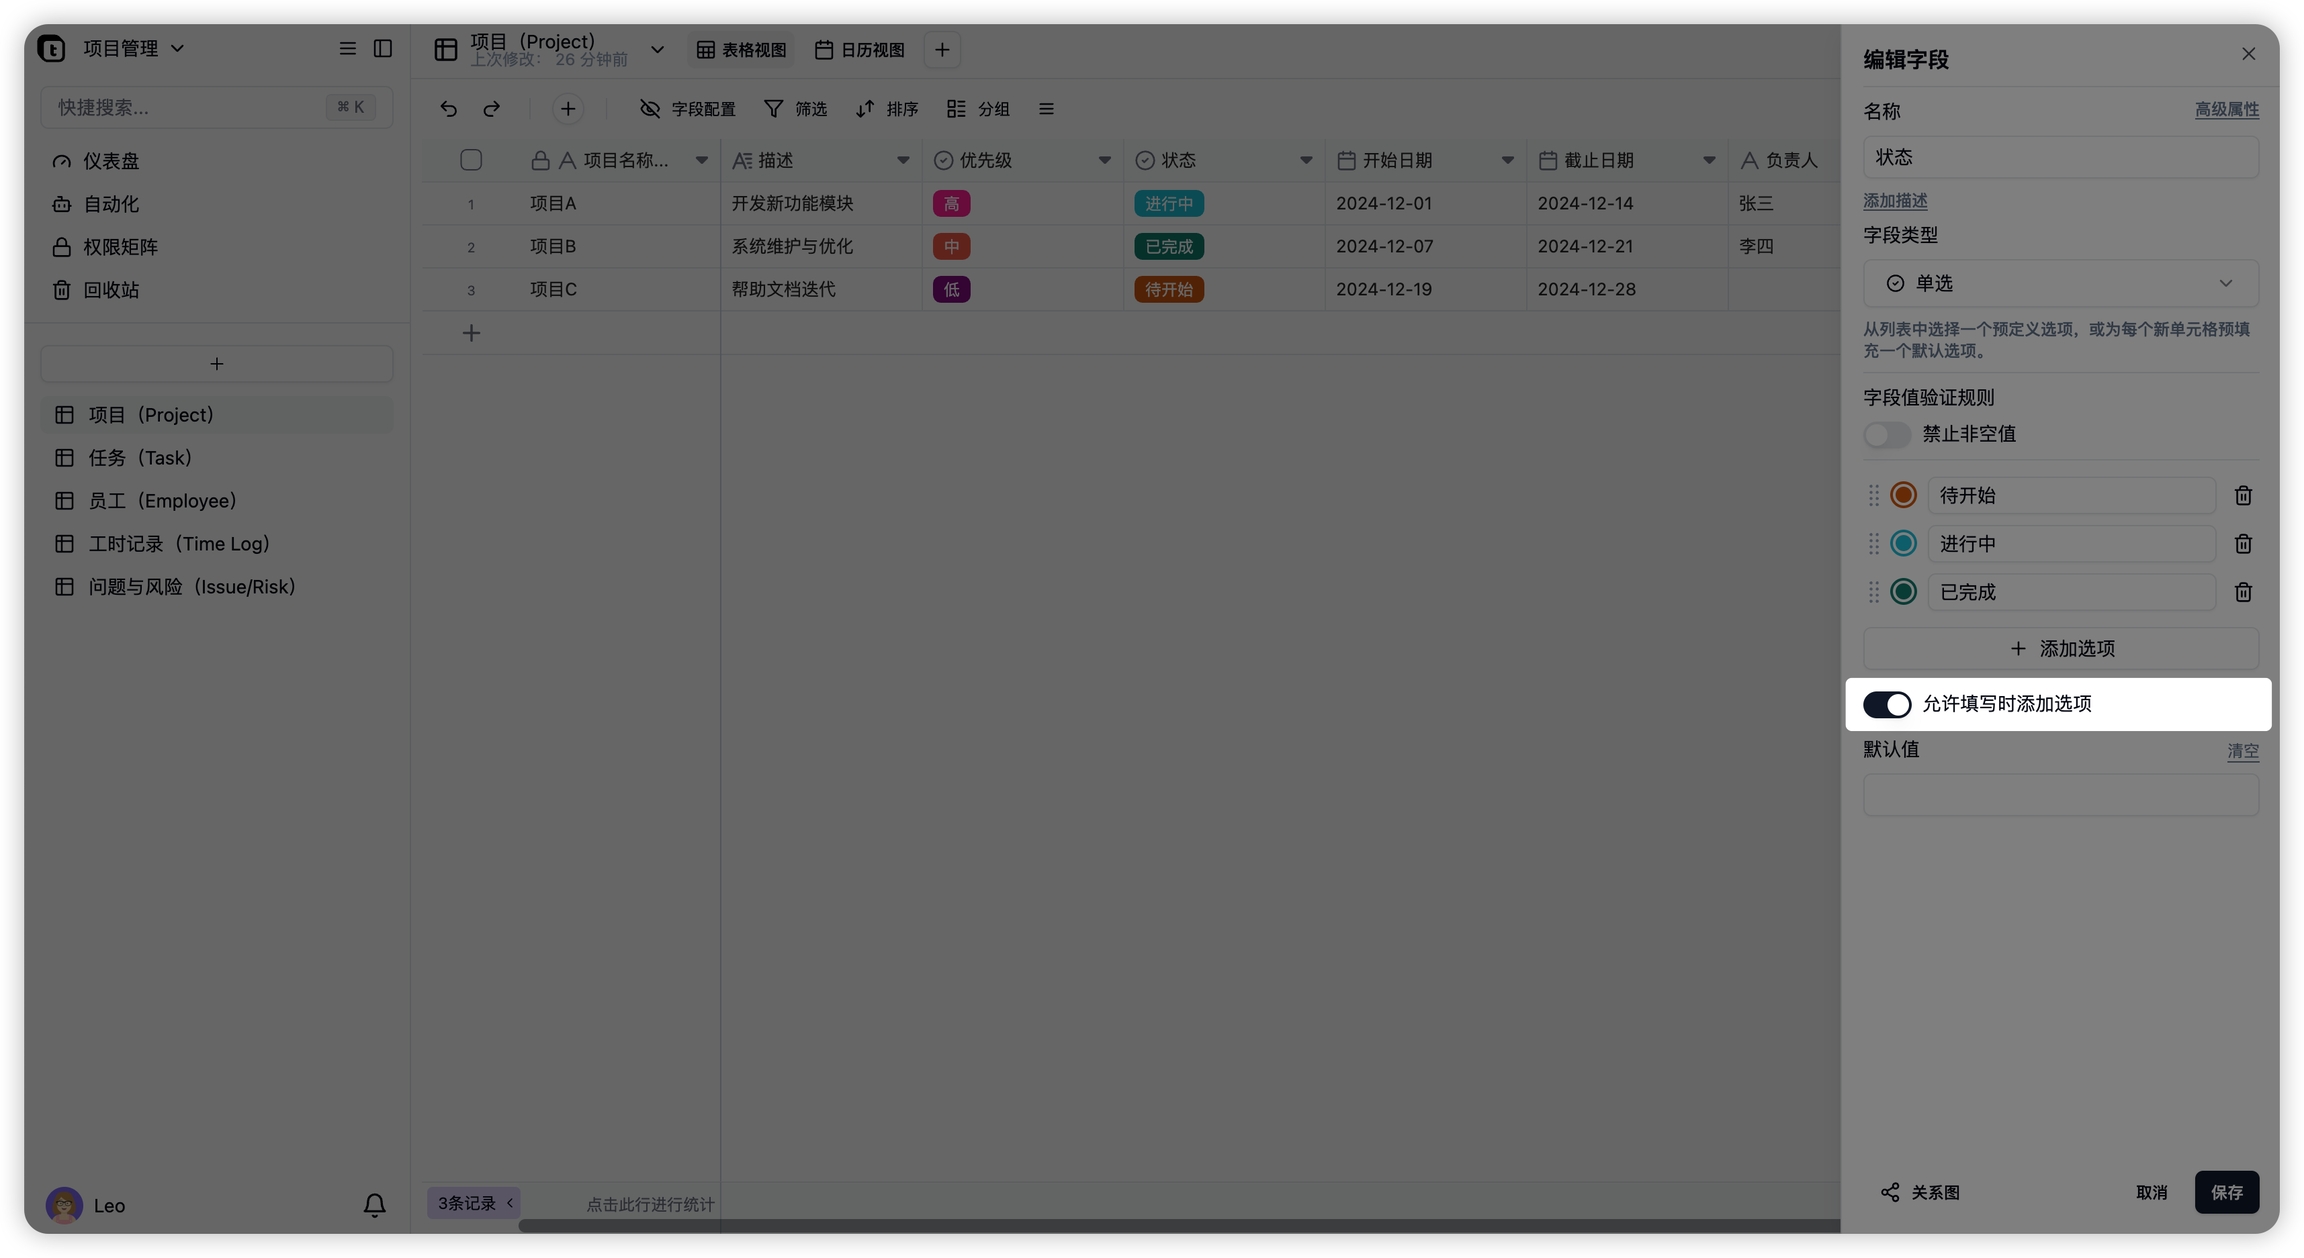 项目管理
快捷搜索...
⌘ K
仪表盘
自动化
权限矩阵
回收站
项目（Project）
任务（Task）
员工（Employee）
工时记录（Time Log）
问题与风险（Issue/Risk）
Leo
项目（Project）
上次修改： 26 分钟前
表格视图
日历视图
字段配置
筛选
排序
分组
项目名称... 描述 优先级 状态 开始日期 截止日期 负责人
1 项目A 开发新功能模块 高 进行中 2024-12-01 2024-12-14 张三
2 项目B 系统维护与优化 中 已完成 2024-12-07 2024-12-21 李四
3 项目C 帮助文档迭代 低 待开始 2024-12-19 2024-12-28
3条记录
点击此行进行统计
编辑字段
名称
高级属性
状态
添加描述
字段类型
单选
从列表中选择一个预定义选项，或为每个新单元格预填
充一个默认选项。
字段值验证规则
禁止非空值
待开始
进行中
已完成
添加选项
允许填写时添加选项
默认值
清空
关系图
取消
保存